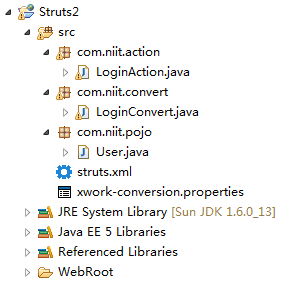 Struts2
src
com.niit.action
LoginAction.java
com.niit.convert
LoginConvert.java
com.niit.pojo
User.java
struts.xml
xwork-conversion.properties
JRE System Library [Sun JDK 1.6.0_13]
Java EE 5 Libraries
Referenced Libraries
WebRoot